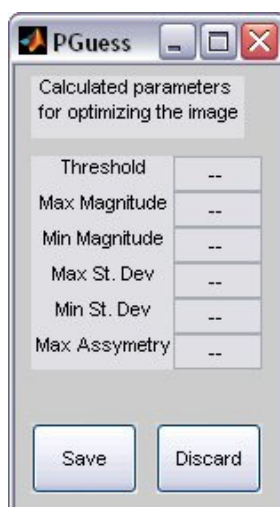 PGuess
Calculated parameters
for optimizing the image
Threshold --
Max Magnitude --
Min Magnitude --
Max St. Dev --
Min St. Dev --
Max Assymetry --
Save Discard